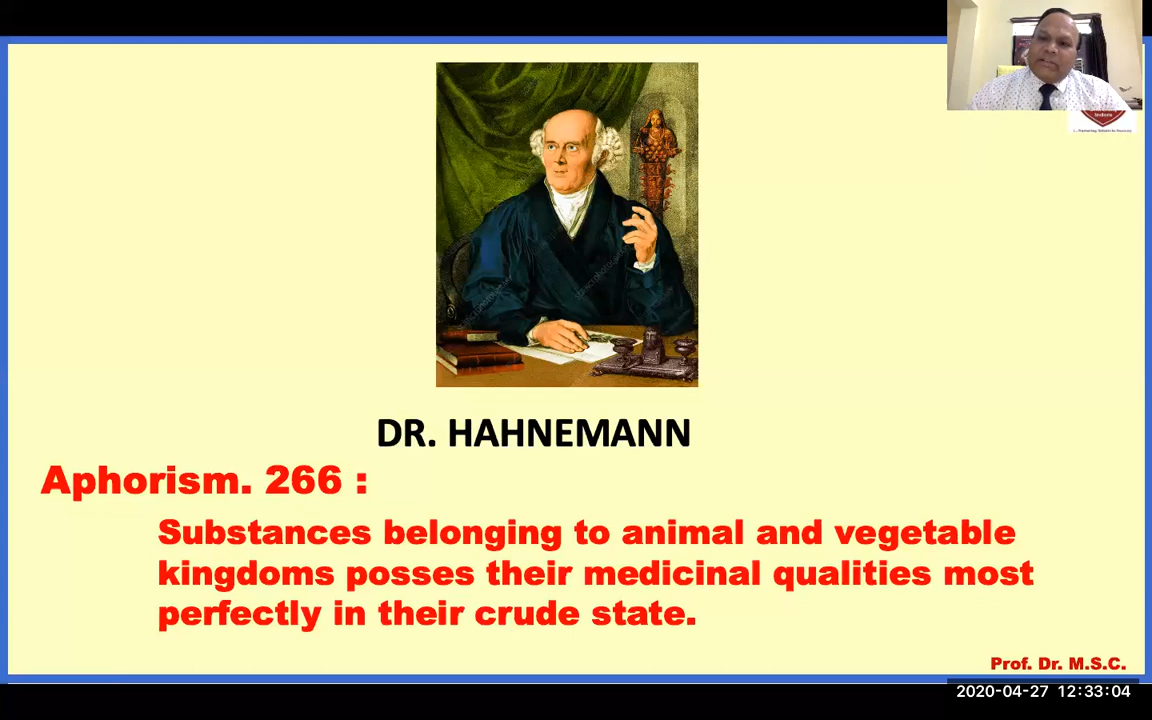 Indore
DR. HAHNEMANN
Aphorism. 266 :
Substances belonging to animal and vegetable
kingdoms posses their medicinal qualities most
perfectly in their crude state.
Prof. Dr. M.S.C.
2020-04-27 12:33:04